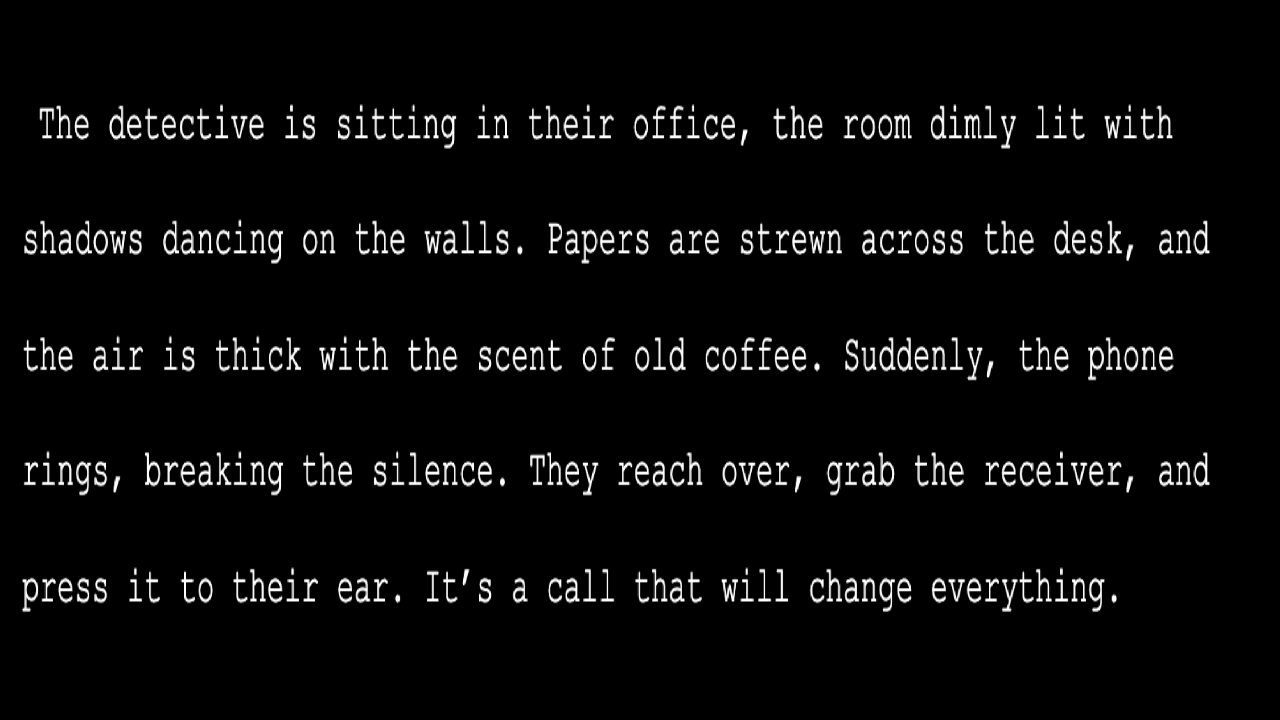 The detective is sitting in their office, the room dimly lit with
shadows dancing on the walls. Papers are strewn across the desk, and
the air is thick with the scent of old coffee. Suddenly, the phone
rings, breaking the silence. They reach over, grab the receiver, and
press it to their ear. It’s a call that will change everything.